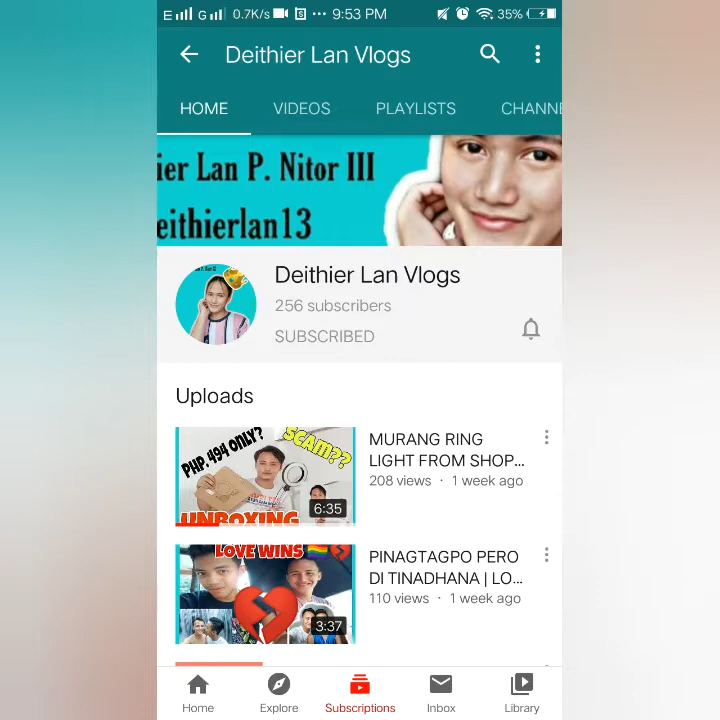 E G 0.7K/s S ··· 9:53 PM 35%
Deithier Lan Vlogs
HOME VIDEOS PLAYLISTS CHANNE
ier Lan P. Nitor III
eithierlan13
Deithier Lan Vlogs
256 subscribers
SUBSCRIBED
Uploads
PHP. 494 ONLY?
SCAM??
UNBOXING
6:35
MURANG RING
LIGHT FROM SHOP...
208 views · 1 week ago
LOVE WINS
3:37
PINAGTAGPO PERO
DI TINADHANA | LO...
110 views · 1 week ago
Home Explore Subscriptions Inbox Library